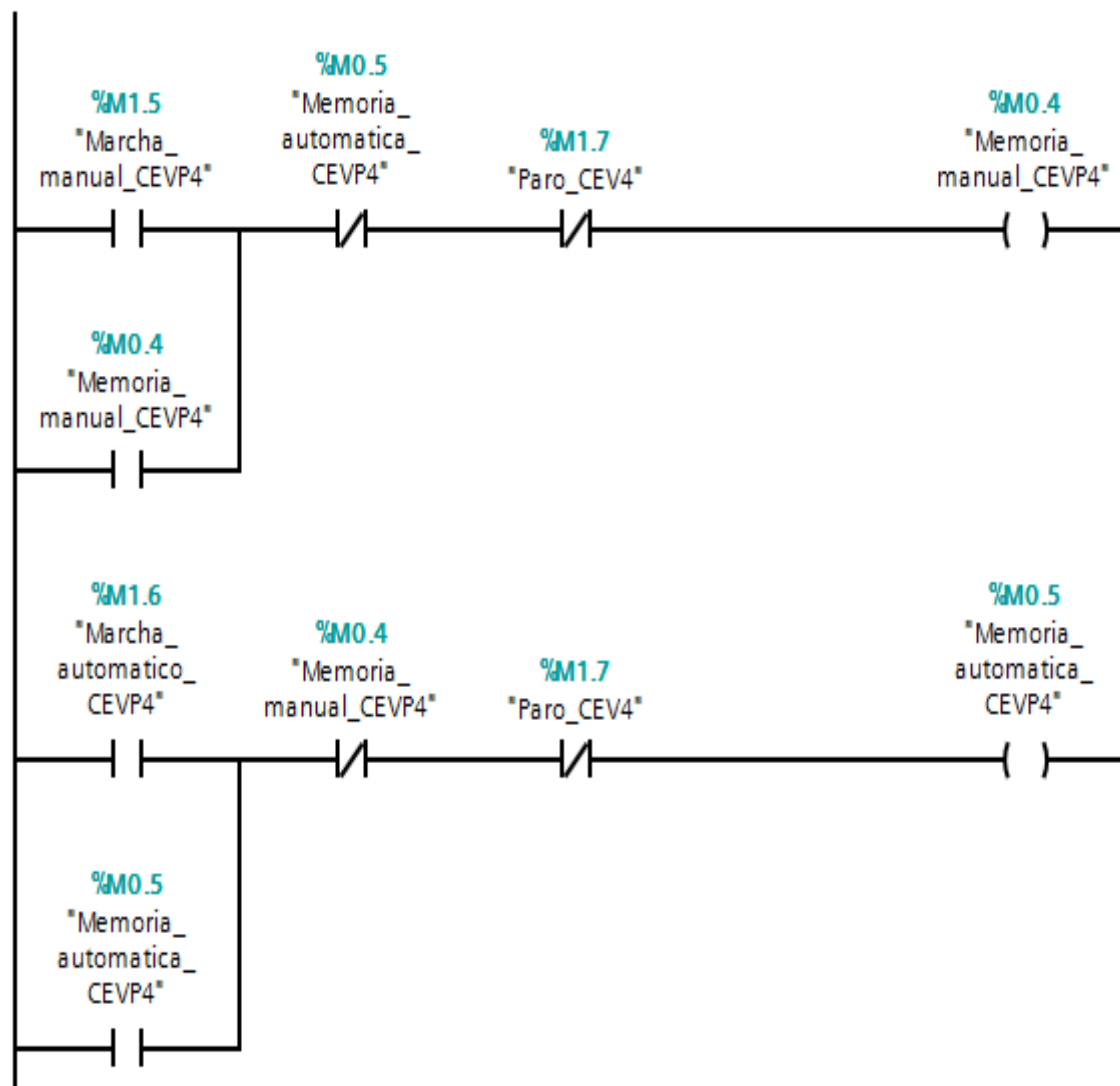 %M0.5
"Memoria_
automatica_
CEVP4"
%M1.5
"Marcha_
manual_CEVP4"
%M1.7
"Paro_CEV4"
%M0.4
"Memoria_
manual_CEVP4"
%M0.4
"Memoria_
manual_CEVP4"
%M1.6
"Marcha_
automatico_
CEVP4"
%M0.4
"Memoria_
manual_CEVP4"
%M1.7
"Paro_CEV4"
%M0.5
"Memoria_
automatica_
CEVP4"
%M0.5
"Memoria_
automatica_
CEVP4"